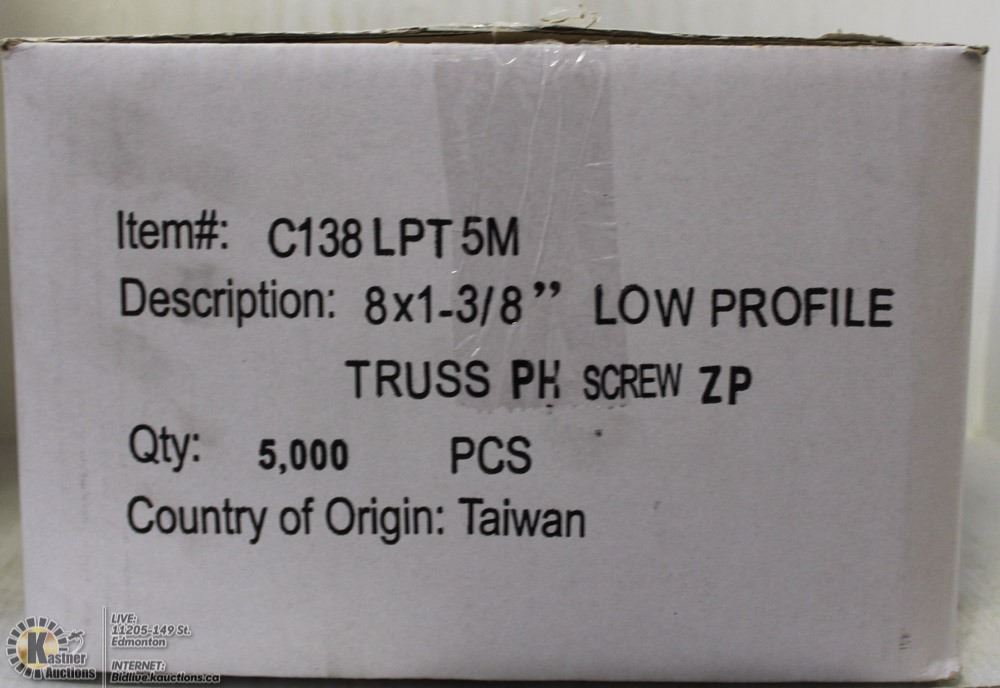 Item#: C138 LPT 5M
Description: 8x1-3/8” LOW PROFILE
TRUSS PH SCREW ZP
Qty: 5,000 PCS
Country of Origin: Taiwan
Kastner
Auctions
LIVE:
11205-149 St.
Edmonton
INTERNET:
Bidlive.kauctions.ca